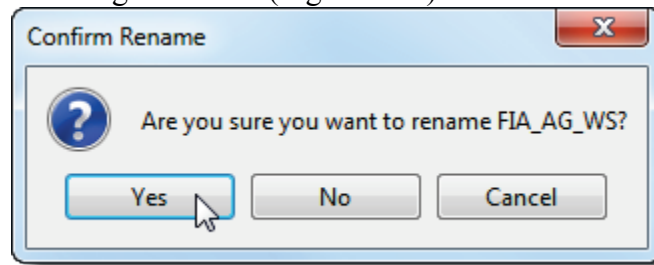 Confirm Rename
Are you sure you want to rename FIA_AG_WS?
Yes
No
Cancel